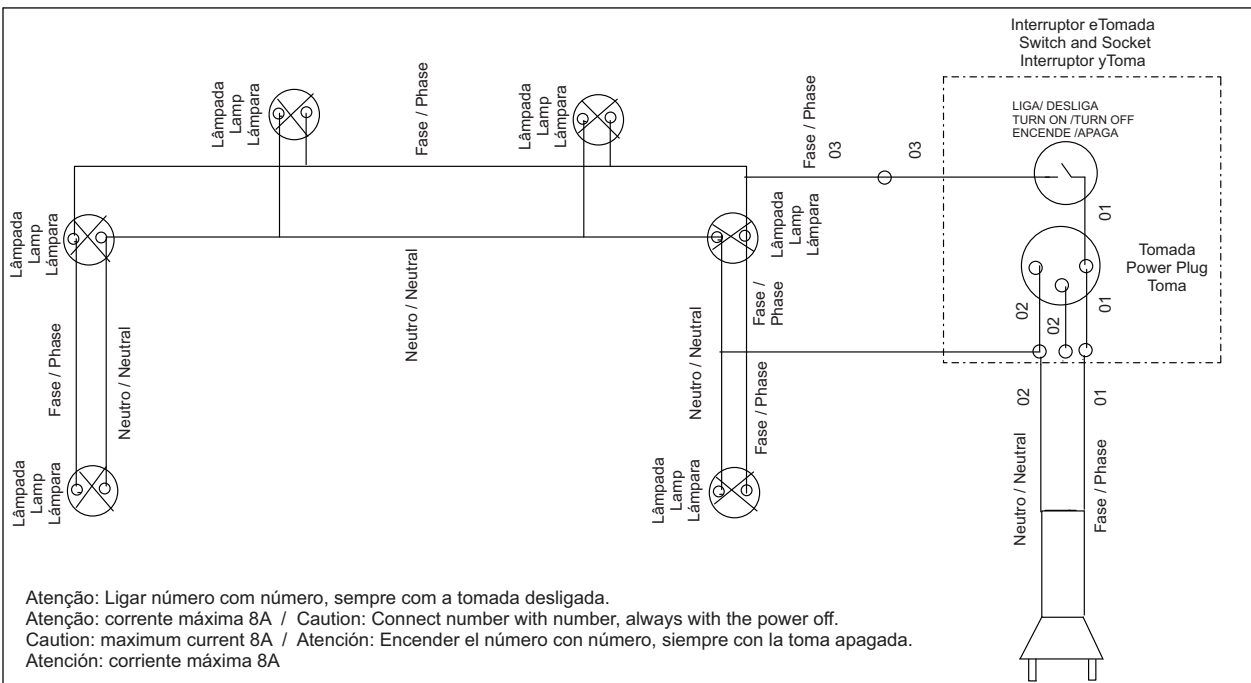 Interruptor eTomada
Switch and Socket
Interruptor yToma
LIGA/ DESLIGA
TURN ON /TURN OFF
ENCENDE /APAGA
Lâmpada
Lamp
Lámpara
Fase / Phase
Lâmpada
Lamp
Lámpara
Fase / Phase
03
03
01
Lâmpada
Lamp
Lámpara
Lâmpada
Lamp
Lámpara
Tomada
Power Plug
Toma
Neutro / Neutral
Fase /
Phase
02
02
01
Fase / Phase
Neutro / Neutral
Neutro / Neutral
Fase / Phase
02
01
Lâmpada
Lamp
Lámpara
Lâmpada
Lamp
Lámpara
Neutro / Neutral
Fase / Phase
Atenção: Ligar número com número, sempre com a tomada desligada.
Atenção: corrente máxima 8A / Caution: Connect number with number, always with the power off.
Caution: maximum current 8A / Atención: Encender el número con número, siempre con la toma apagada.
Atención: corriente máxima 8A